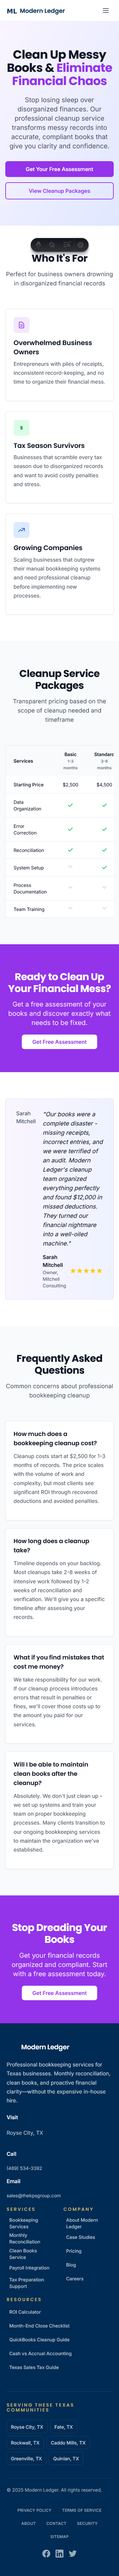 ML Modern Ledger
Clean Up Messy
Books & Eliminate
Financial Chaos
Stop losing sleep over
disorganized finances. Our
professional cleanup service
transforms messy records into
accurate, compliant books that
give you clarity and confidence.
Get Your Free Assessment
View Cleanup Packages
Who It's For
Perfect for business owners drowning
in disorganized financial records
Overwhelmed Business
Owners
Entrepreneurs with piles of receipts,
inconsistent record-keeping, and no
time to organize their financial mess.
$
Tax Season Survivors
Businesses that scramble every tax
season due to disorganized records
and want to avoid costly penalties
and stress.
Growing Companies
Scaling businesses that outgrew
their manual bookkeeping systems
and need professional cleanup
before implementing new
processes.
Cleanup Service
Packages
Transparent pricing based on the
scope of cleanup needed and
timeframe
Services Basic 1-3 months Standard 3-6 months
Starting Price $2,500 $4,500
Data
Organization
Error
Correction
Reconciliation
System Setup
Process
Documentation
Team Training
Ready to Clean Up
Your Financial Mess?
Get a free assessment of your
books and discover exactly what
needs to be fixed.
Get Free Assessment
Sarah
Mitchell
"Our books were a
complete disaster -
missing receipts,
incorrect entries, and
we were terrified of
an audit. Modern
Ledger's cleanup
team organized
everything perfectly
and found $12,000 in
missed deductions.
They turned our
financial nightmare
into a well-oiled
machine."
Sarah
Mitchell
Owner,
Mitchell
Consulting
Frequently Asked
Questions
Common concerns about professional
bookkeeping cleanup
How much does a
bookkeeping cleanup cost?
Cleanup costs start at $2,500 for 1-3
months of records. The price scales
with the volume of work and
complexity, but most clients see
significant ROI through recovered
deductions and avoided penalties.
How long does a cleanup
take?
Timeline depends on your backlog.
Most cleanups take 2-8 weeks of
intensive work followed by 1-2
weeks of reconciliation and
verification. We'll give you a specific
timeline after assessing your
records.
What if you find mistakes that
cost me money?
We take responsibility for our work.
If our cleanup process introduces
errors that result in penalties or
fines, we'll cover those costs up to
the amount you paid for our
services.
Will I be able to maintain
clean books after the
cleanup?
Absolutely. We don't just clean up -
we set up systems and train your
team on proper bookkeeping
processes. Many clients transition to
our ongoing bookkeeping services
to maintain the organization we've
established.
Stop Dreading Your
Books
Get your financial records
organized and compliant. Start
with a free assessment today.
Get Free Assessment
Modern Ledger
Professional bookkeeping services for
Texas businesses. Monthly reconciliation,
clean books, and proactive financial
clarity—without the expensive in-house
hire.
Visit
Royse City, TX
Call
(469) 534-3392
Email
sales@thekpsgroup.com
SERVICES
Bookkeeping
Services
Monthly
Reconciliation
Clean Books
Service
Payroll Integration
Tax Preparation
Support
COMPANY
About Modern
Ledger
Case Studies
Pricing
Blog
Careers
RESOURCES
ROI Calculator
Month-End Close Checklist
QuickBooks Cleanup Guide
Cash vs Accrual Accounting
Texas Sales Tax Guide
SERVING THESE TEXAS
COMMUNITIES
Royse City, TX Fate, TX
Rockwall, TX Caddo Mills, TX
Greenville, TX Quinlan, TX
© 2025 Modern Ledger. All rights reserved.
PRIVACY POLICY TERMS OF SERVICE
ABOUT CONTACT SECURITY
SITEMAP